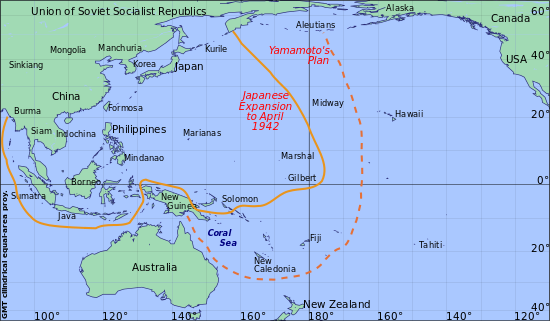 Union of Soviet Socialist Republics
Alaska
60°
Canada
Aleutians
Mongolia
Manchuria
Kurile
Yamamoto's
Plan
40°
Sinkiang
Korea
Japan
USA
China
Japanese
Expansion
to April
1942
Midway
Burma
Formosa
Hawaii
20°
Siam
Indochina
Philippines
Marianas
Mindanao
Marshal
Borneo
Gilbert
0°
Sumatra
New
Guinea
Solomon
Java
Coral
Sea
Fiji
Tahiti
20°
Australia
New
Caledonia
New Zealand
40°
100°
120°
140°
160°
180°
160°
140°
120°
GMT cilindrical equal-area proy.